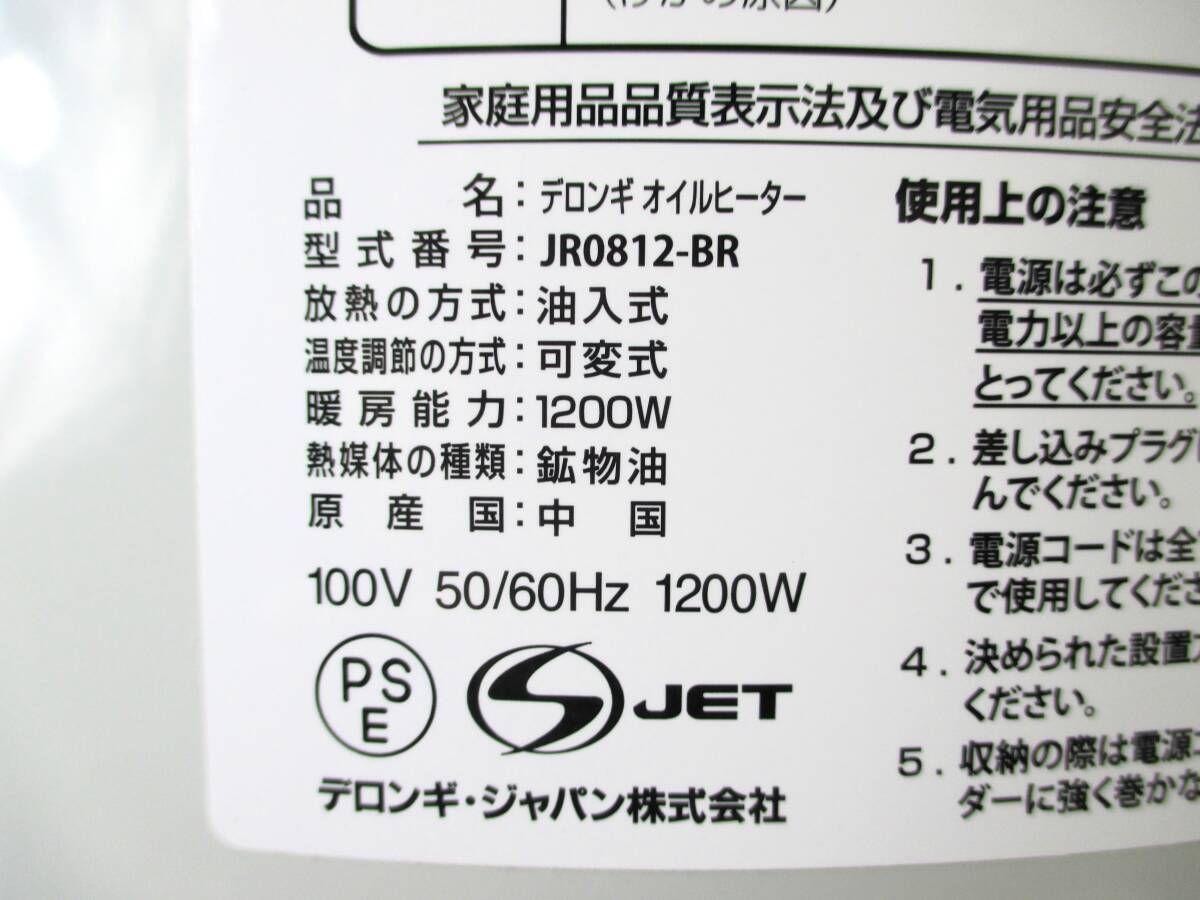 (けがの原因)
家庭用品品質表示法及び電気用品安全法
品名：デロンギ オイルヒーター
型式番号：JR0812-BR
放熱の方式：油入式
温度調節の方式：可変式
暖房能力：1200W
熱媒体の種類：鉱物油
原産国：中国
100V 50/60Hz 1200W
PSE
S JET
デロンギ・ジャパン株式会社
使用上の注意
1. 電源は必ずこの
電力以上の容量
とってください。
2. 差し込みプラグ
んでください。
3. 電源コードは全
で使用してくださ
4. 決められた設置
ください。
5. 収納の際は電源コ
ダーに強く巻かな